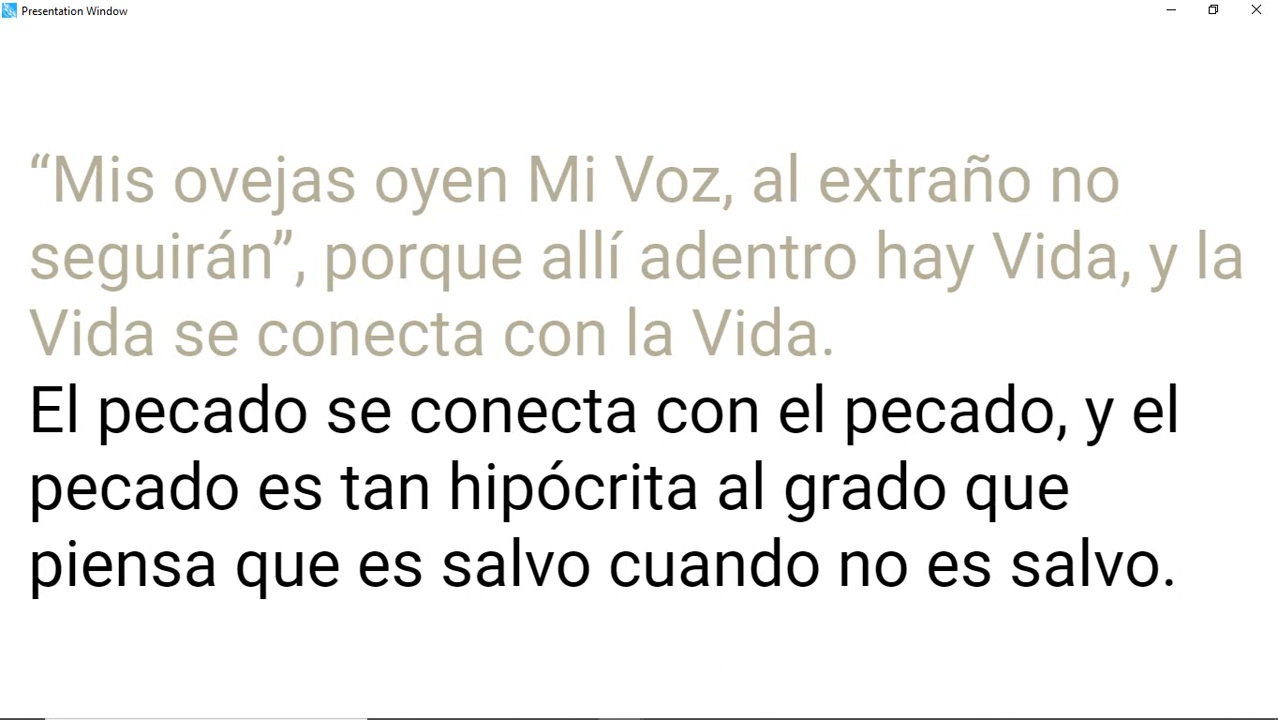 Presentation Window
“Mis ovejas oyen Mi Voz, al extraño no
seguirán”, porque allí adentro hay Vida, y la
Vida se conecta con la Vida.
El pecado se conecta con el pecado, y el
pecado es tan hipócrita al grado que
piensa que es salvo cuando no es salvo.